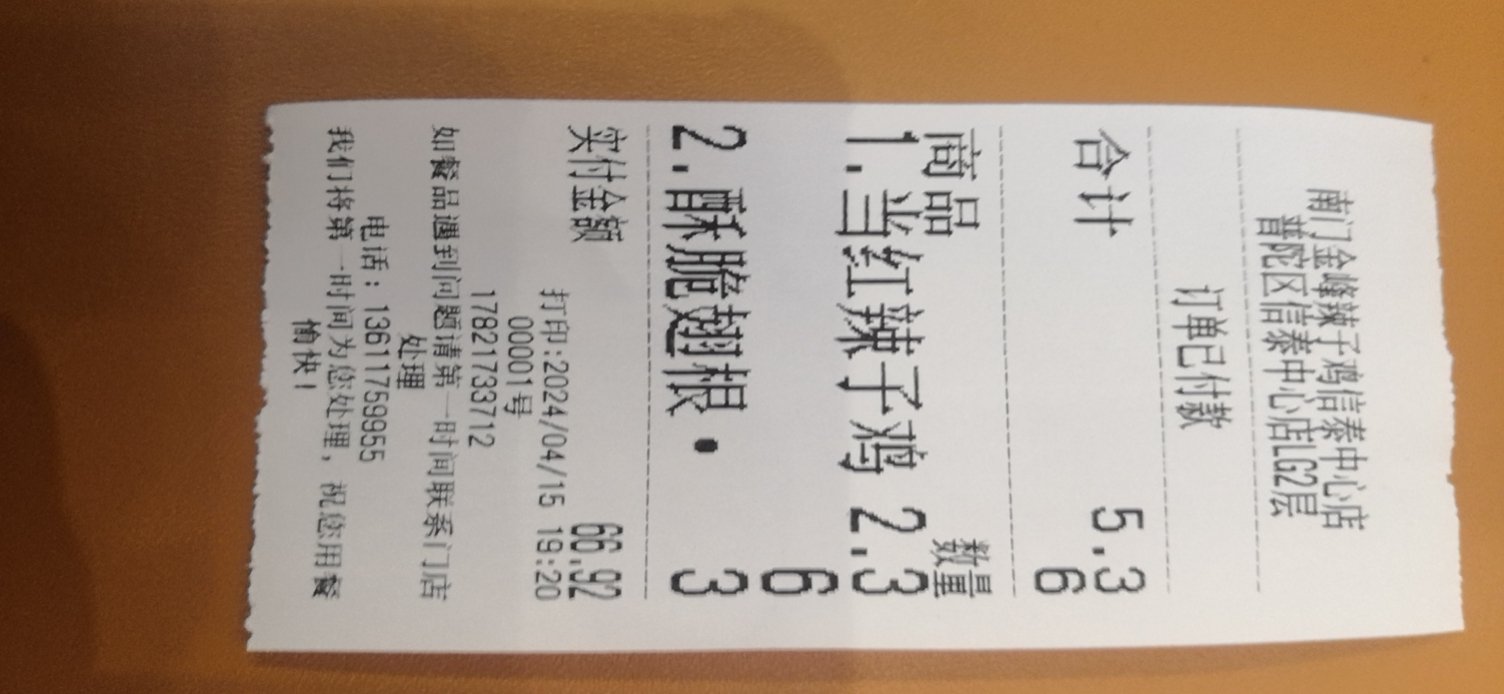 南门金峰辣子鸡信泰中心店
普陀区信泰中心店LG2层
订单已付款
合计 5.3
6
商品 数量
1.当红辣子鸡 2.3
6
2.酥脆翅根· 3
实付金额 66.92
打印:2024/04/15 19:20
00001号
17821733712
如餐品遇到问题请第一时间联系门店
处理
电话：13611759955
我们将第一时间为您处理，祝您用餐
愉快！